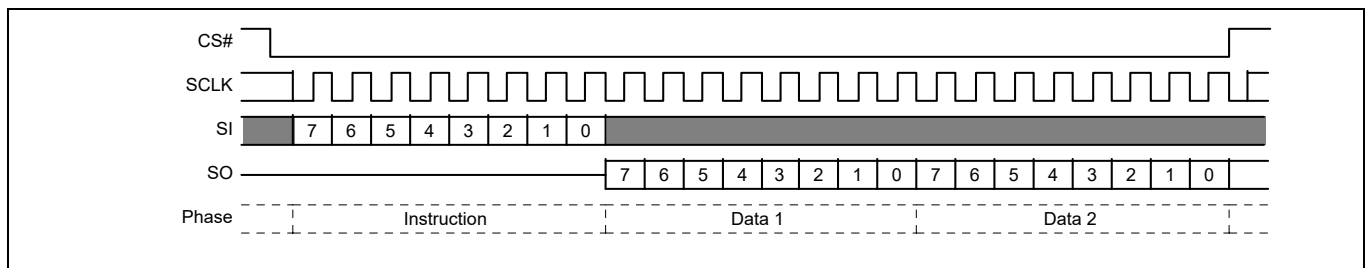 CS#
SCLK
SI 7 6 5 4 3 2 1 0
SO 7 6 5 4 3 2 1 0 7 6 5 4 3 2 1 0
Phase Instruction Data 1 Data 2